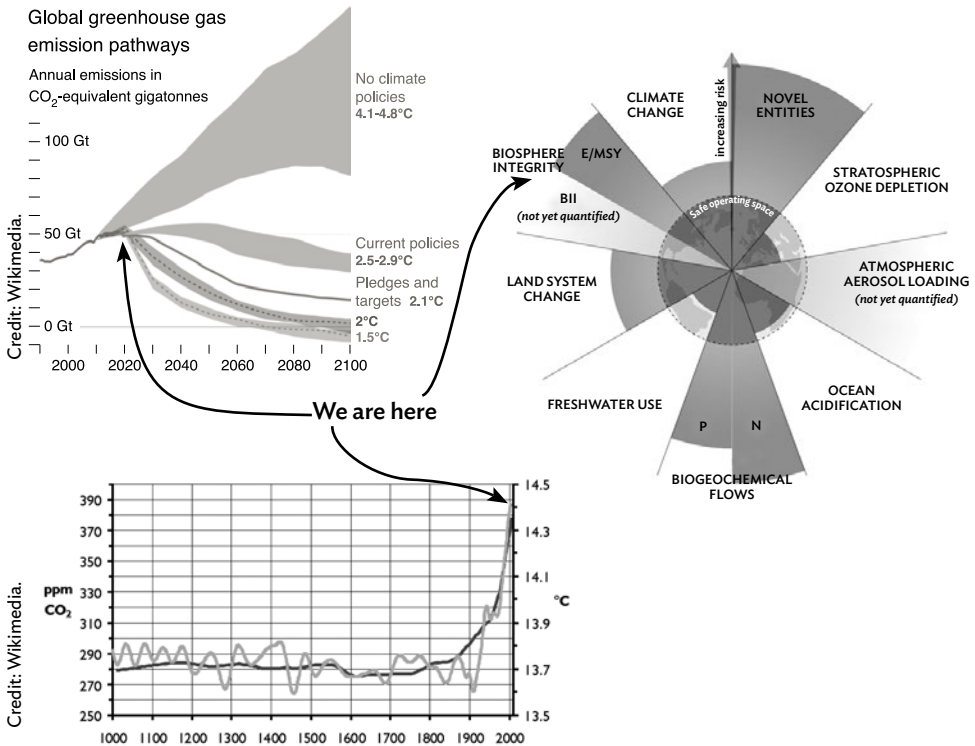 Global greenhouse gas
emission pathways
Annual emissions in
CO₂-equivalent gigatonnes
100 Gt
50 Gt
0 Gt
2000 2020 2040 2060 2080 2100
No climate
policies
4.1-4.8°C
Current policies
2.5-2.9°C
Pledges and
targets 2.1°C
2°C
1.5°C
Credit: Wikimedia.
CLIMATE
CHANGE
increasing risk
NOVEL
ENTITIES
BIOSPHERE
INTEGRITY
E/MSY
BII
(not yet quantified)
STRATOSPHERIC
OZONE DEPLETION
Safe operating space
LAND SYSTEM
CHANGE
ATMOSPHERIC
AEROSOL LOADING
(not yet quantified)
FRESHWATER USE
OCEAN
ACIDIFICATION
P N
BIOGEOCHEMICAL
FLOWS
We are here
390
370
350
330
310
290
270
250
ppm
CO₂
14.5
14.3
14.1
13.9
13.7
13.5
°C
1000 1100 1200 1300 1400 1500 1600 1700 1800 1900 2000
Credit: Wikimedia.